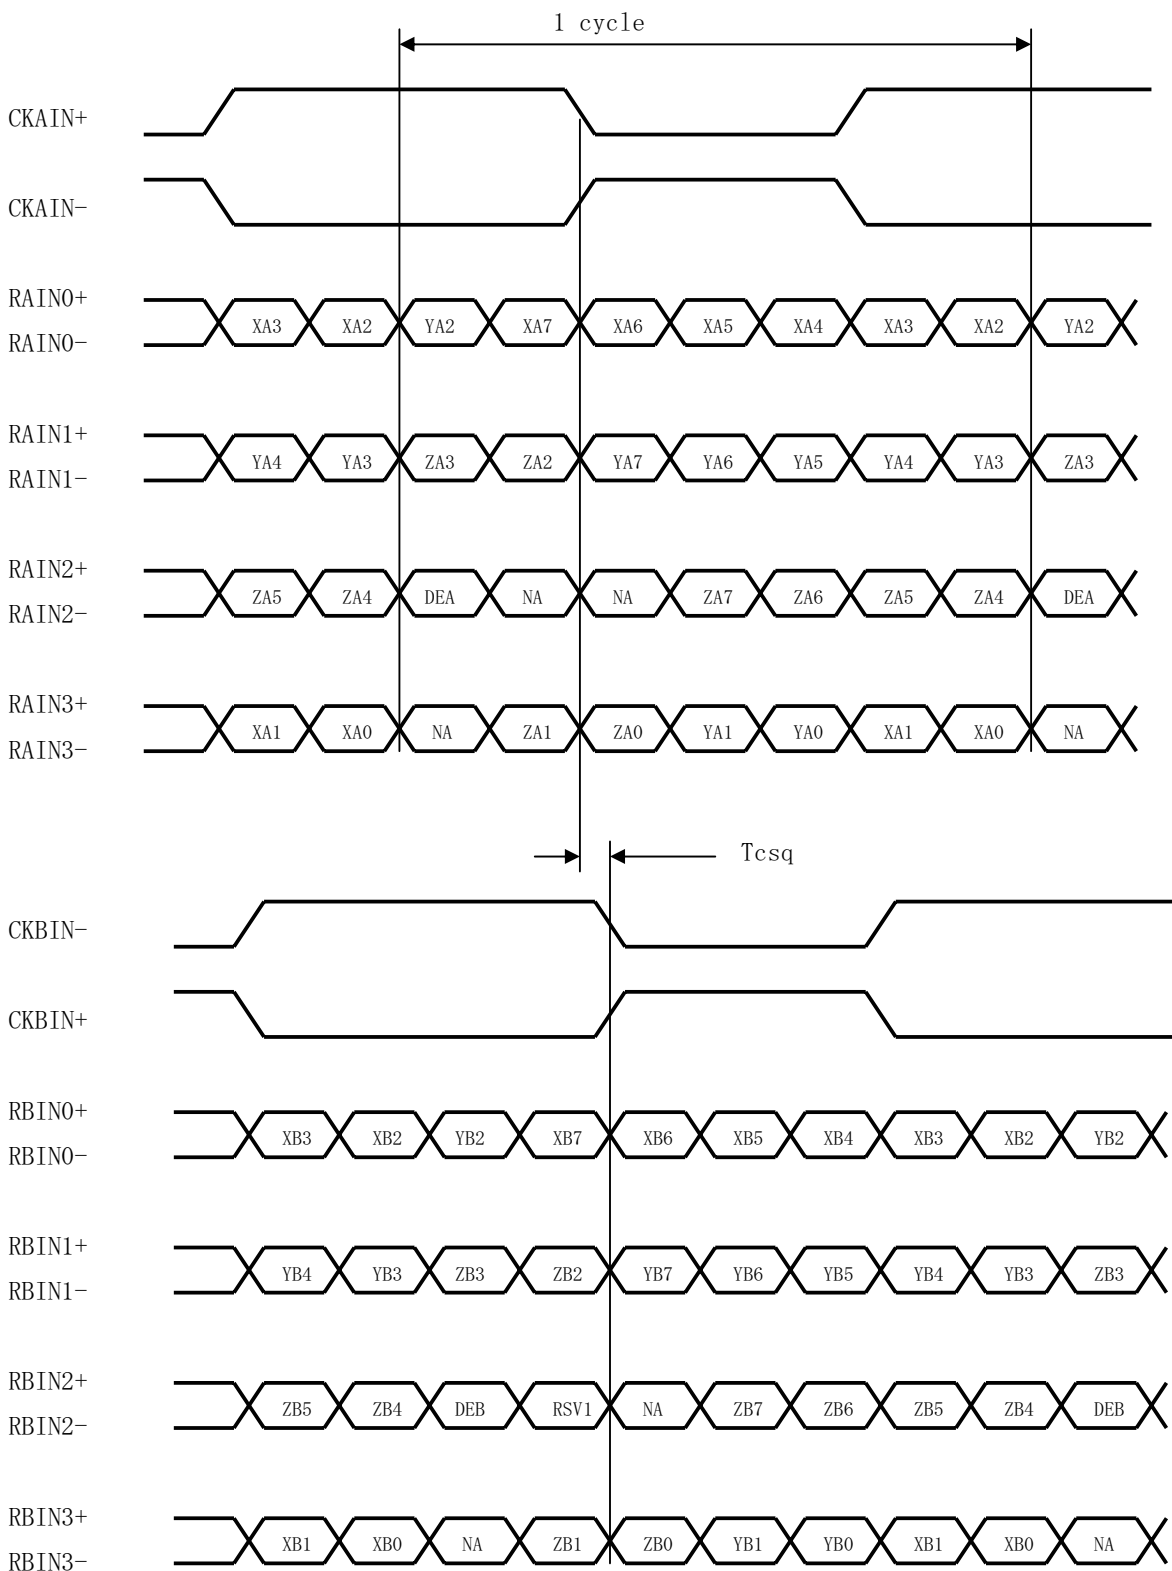 1 cycle
CKAIN+
CKAIN-
RAIN0+
XA3 XA2 YA2 XA7 XA6 XA5 XA4 XA3 XA2 YA2
RAIN0-
RAIN1+
YA4 YA3 ZA3 ZA2 YA7 YA6 YA5 YA4 YA3 ZA3
RAIN1-
RAIN2+
ZA5 ZA4 DEA NA NA ZA7 ZA6 ZA5 ZA4 DEA
RAIN2-
RAIN3+
XA1 XA0 NA ZA1 ZA0 YA1 YA0 XA1 XA0 NA
RAIN3-
Tcsq
CKBIN-
CKBIN+
RBIN0+
XB3 XB2 YB2 XB7 XB6 XB5 XB4 XB3 XB2 YB2
RBIN0-
RBIN1+
YB4 YB3 ZB3 ZB2 YB7 YB6 YB5 YB4 YB3 ZB3
RBIN1-
RBIN2+
ZB5 ZB4 DEB RSV1 NA ZB7 ZB6 ZB5 ZB4 DEB
RBIN2-
RBIN3+
XB1 XB0 NA ZB1 ZB0 YB1 YB0 XB1 XB0 NA
RBIN3-